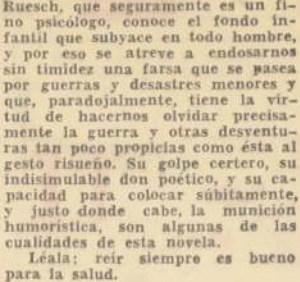 Ruesch, que seguramente es un fi-
no psicólogo, conoce el fondo in-
fantil que subyace en todo hombre,
y por eso se atreve a endosarnos
sin timidez una farsa que se pasea
por guerras y desastres menores y
que, paradojalmente, tiene la vir-
tud de hacernos olvidar precisa-
mente la guerra y otras desventu-
ras tan poco propicias como ésta al
gesto risueño. Su golpe certero, su
indisimulable don poético, y su ca-
pacidad para colocar súbitamente,
y justo donde cabe, la munición
humorística, son algunas de las
cualidades de esta novela.
Léala: reír siempre es bueno
para la salud.